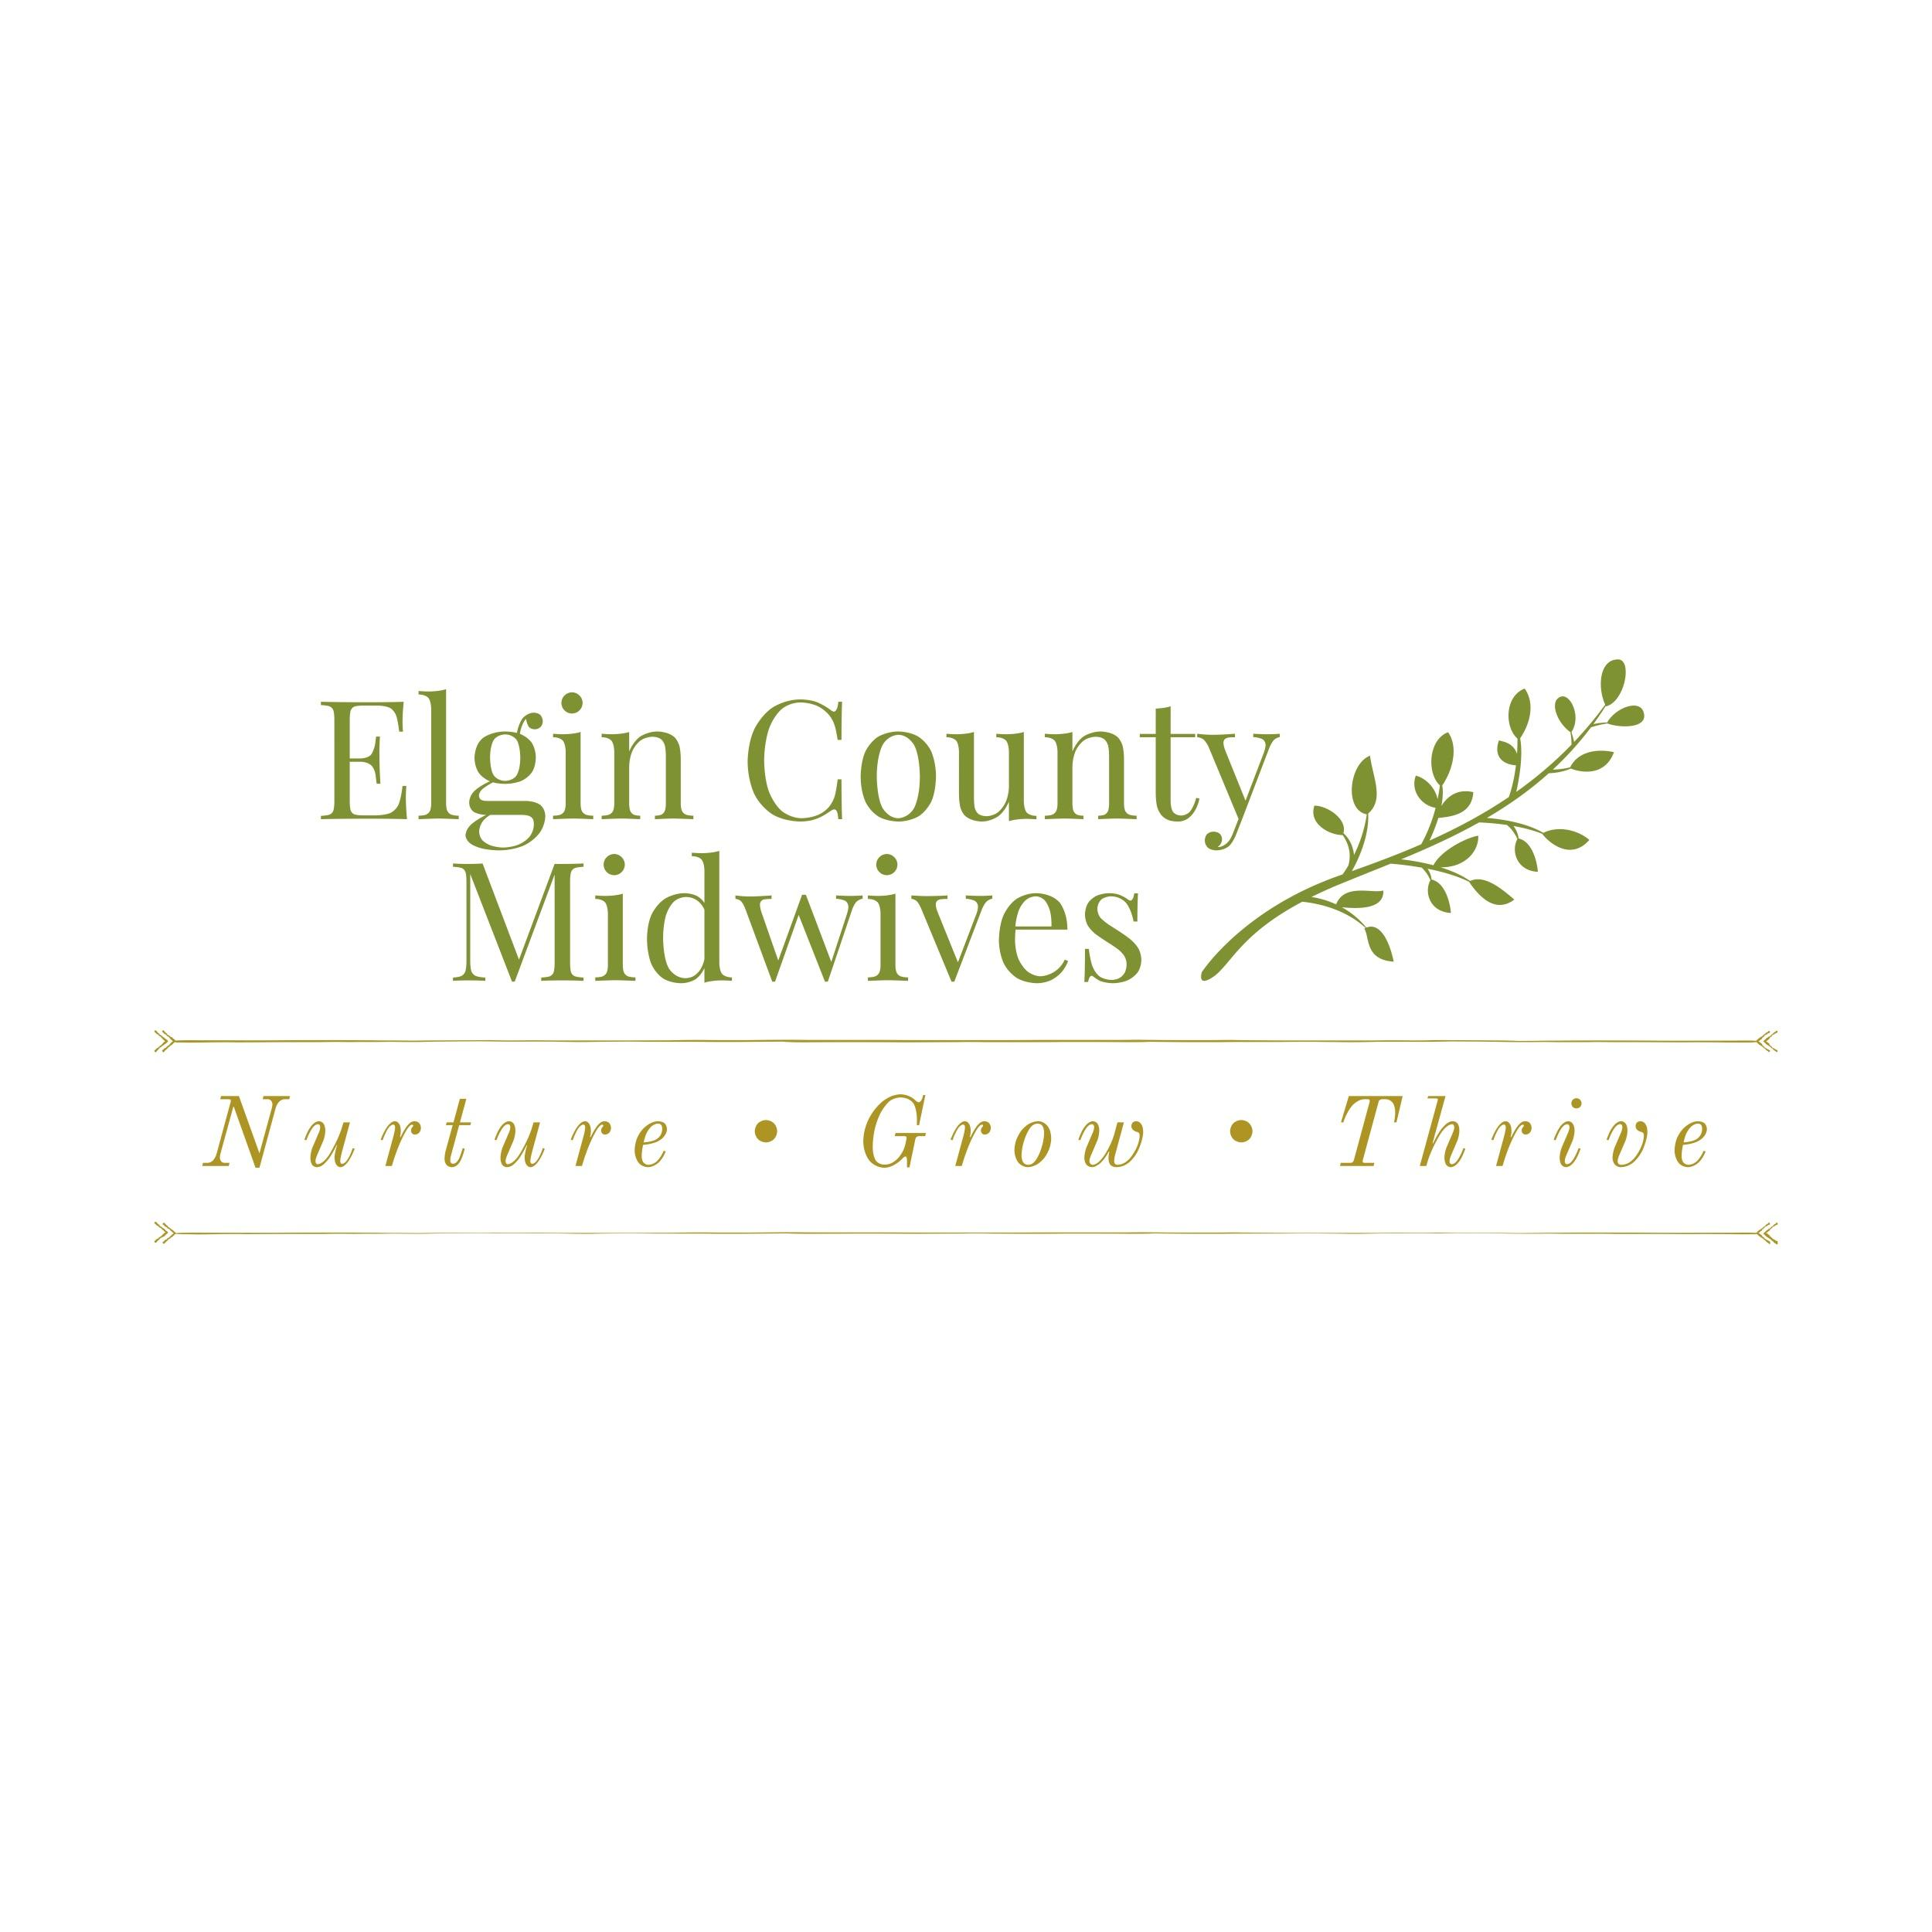 Elgin County
Midwives
Nurture • Grow • Thrive